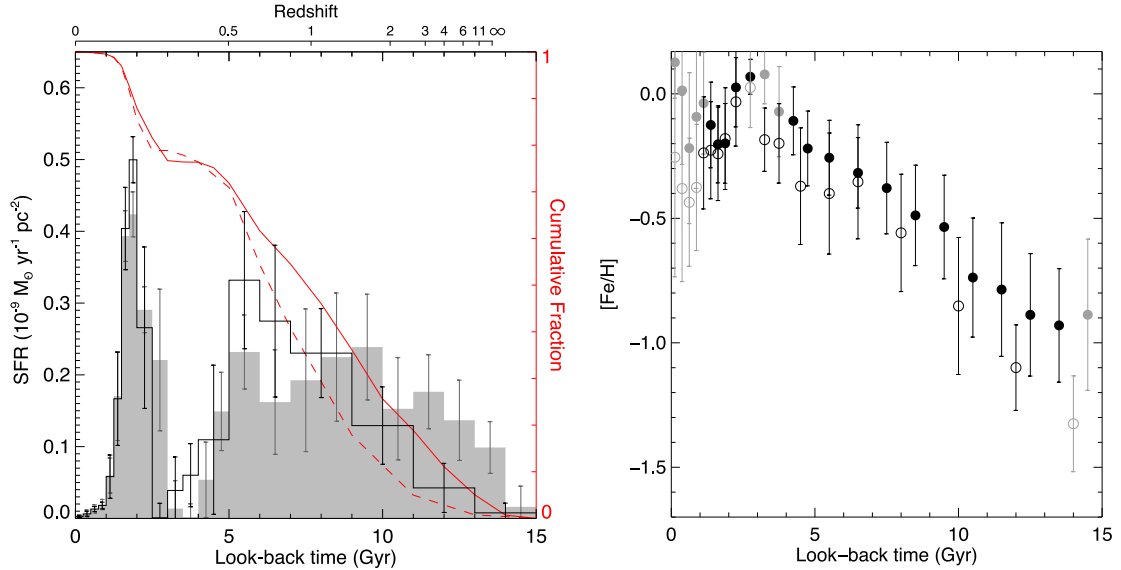 Redshift
0 0.5 1 2 3 4 6 11 ∞
0.6
0.5
0.4
0.3
0.2
0.1
0.0
SFR (10⁻⁹ M☉ yr⁻¹ pc⁻²)
1
0
Cumulative Fraction
0 5 10 15
Look-back time (Gyr)
0.0
−0.5
−1.0
−1.5
[Fe/H]
0 5 10 15
Look−back time (Gyr)